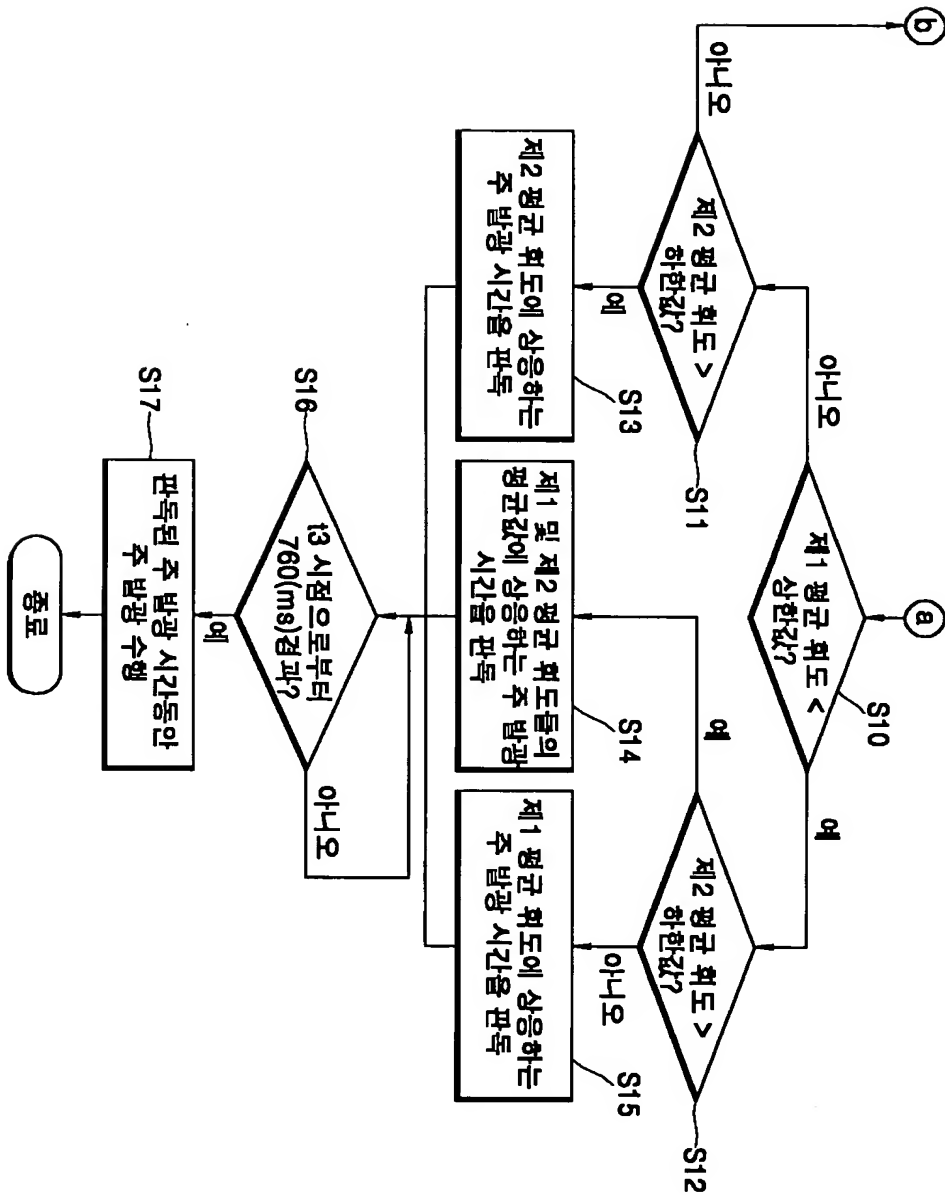 a
제1 평균 휘도 <
상한값?
S10
아니오
예
제2 평균 휘도 >
하한값?
S11
아니오
b
예
제2 평균 휘도 >
하한값?
S12
예
아니오
제2 평균 휘도에 상응하는
주 발광 시간을 판독
S13
제1 및 제2 평균 휘도들의
평균값에 상응하는 주 발광
시간을 판독
S14
제1 평균 휘도에 상응하는
주 발광 시간을 판독
S15
t3 시점으로부터
760(ms)경과?
S16
아니오
예
판독된 주 발광 시간동안
주 발광 수행
S17
종료